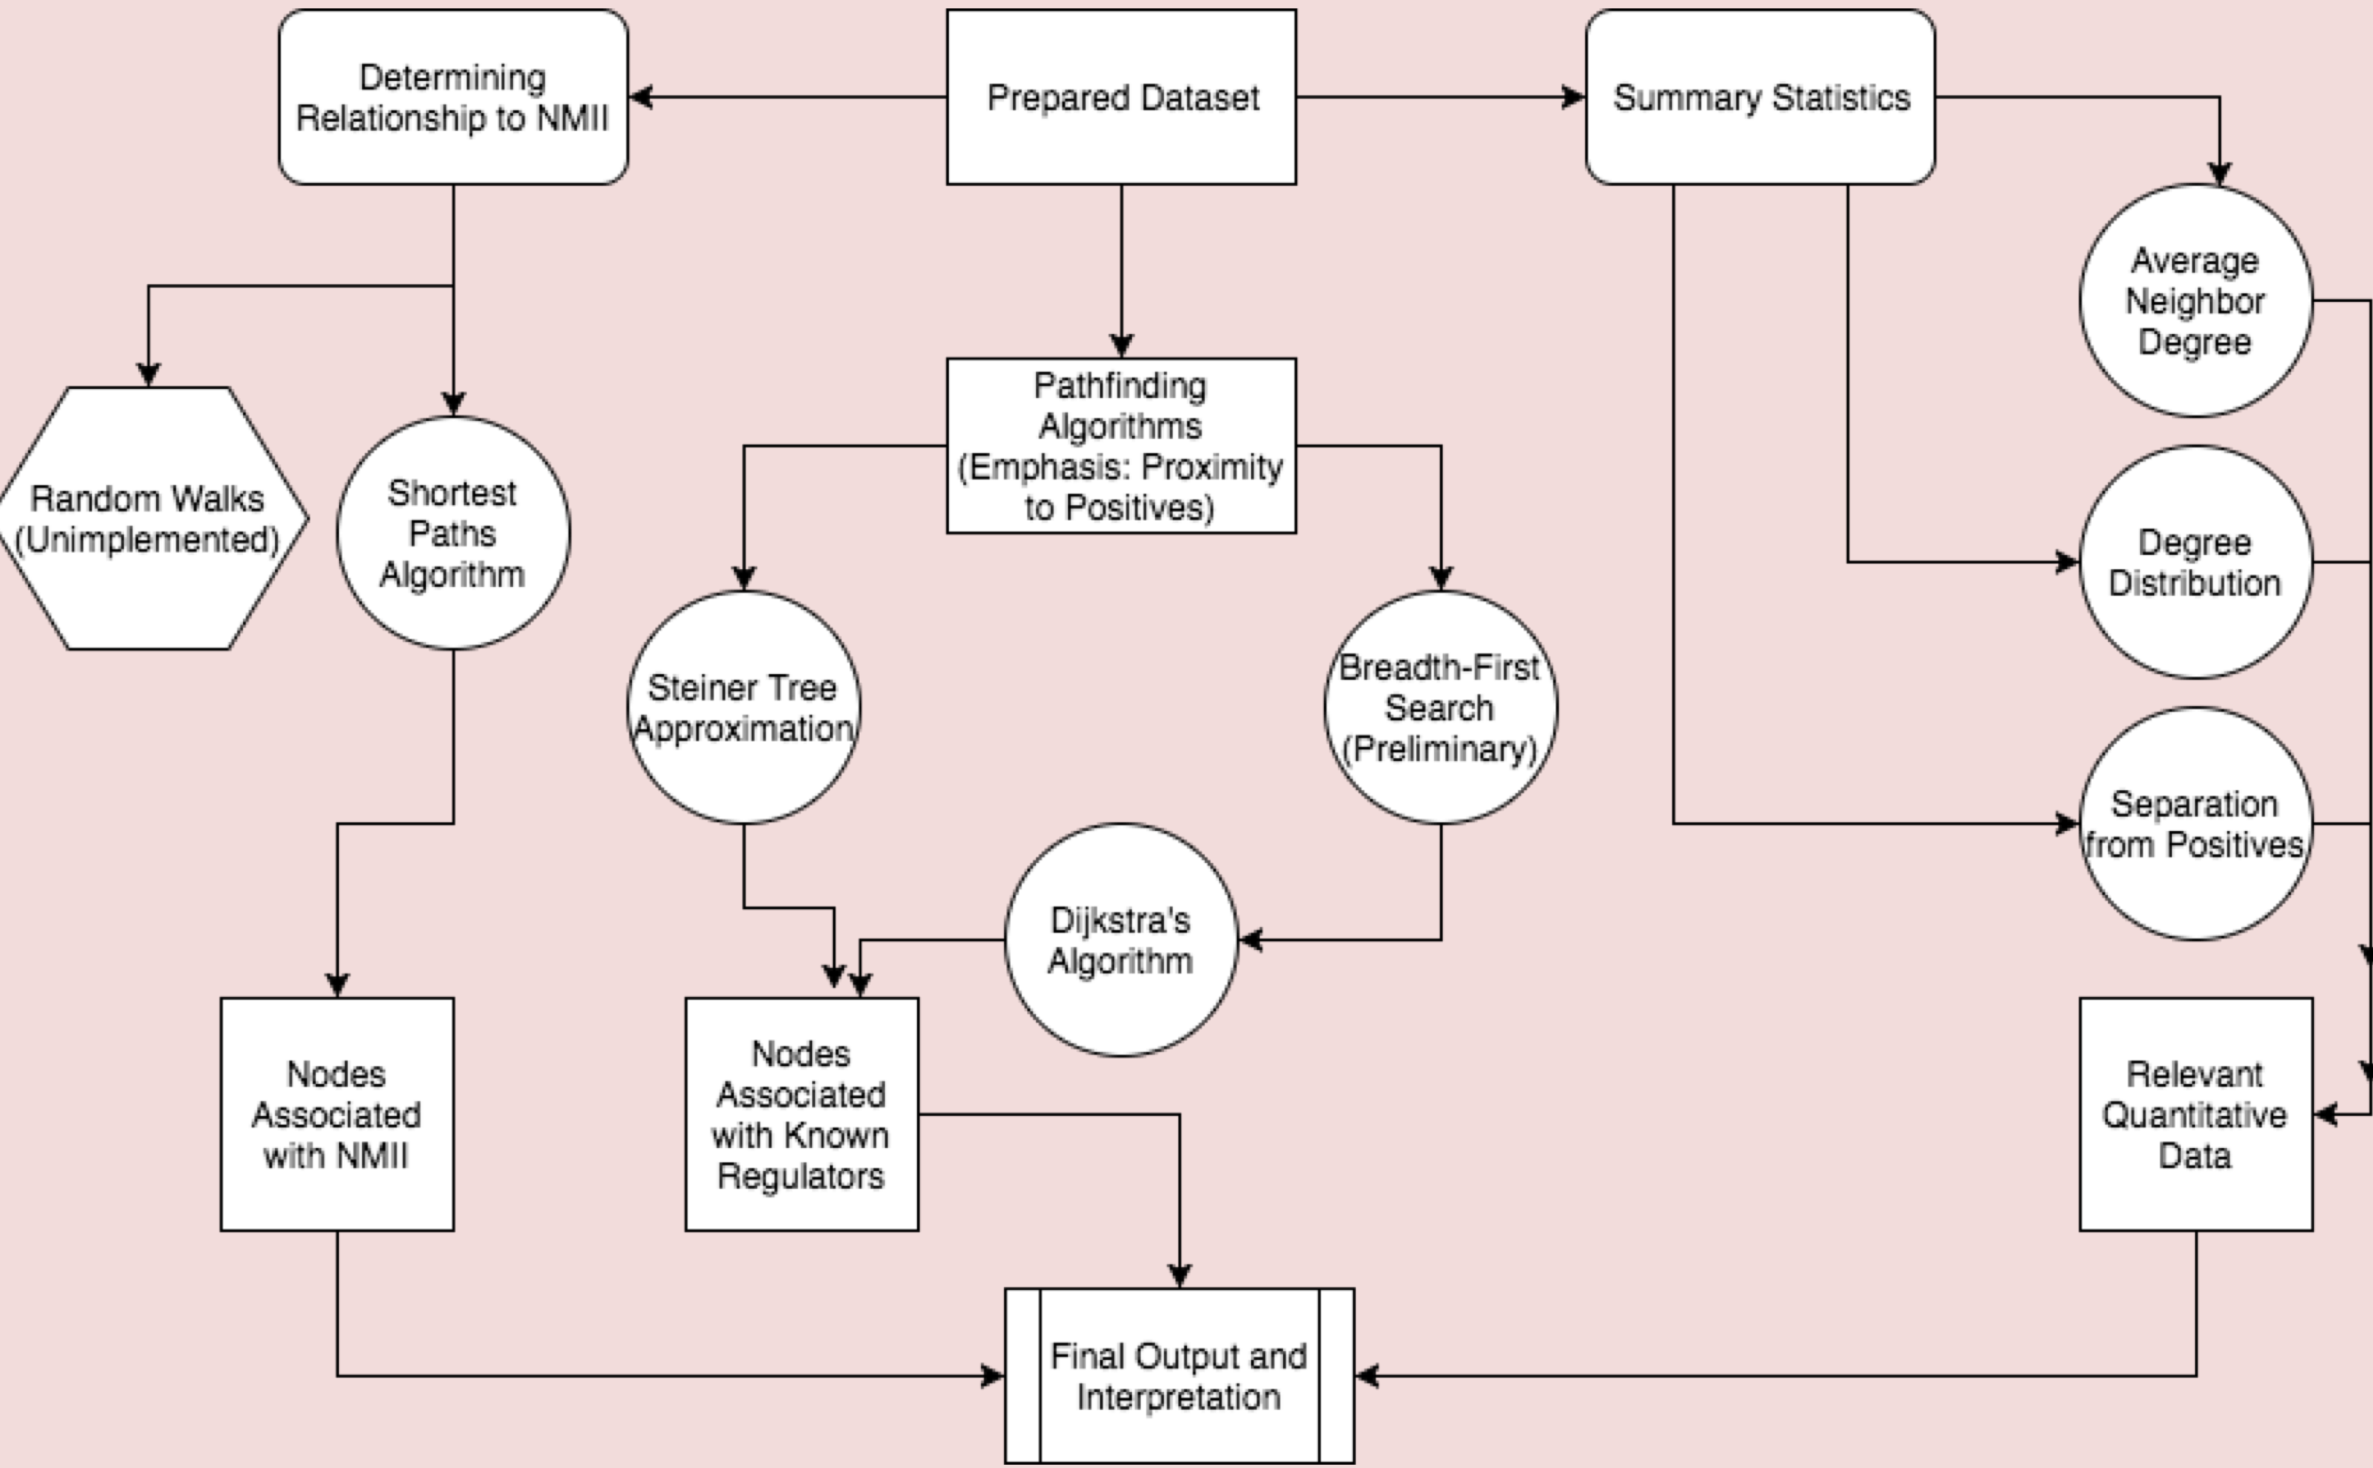 Determining
Relationship to NMII
Prepared Dataset
Summary Statistics
Average
Neighbor
Degree
Pathfinding
Algorithms
(Emphasis: Proximity
to Positives)
Random Walks
(Unimplemented)
Shortest
Paths
Algorithm
Degree
Distribution
Steiner Tree
Approximation
Breadth-First
Search
(Preliminary)
Separation
from Positives
Dijkstra's
Algorithm
Nodes
Associated
with NMII
Nodes
Associated
with Known
Regulators
Relevant
Quantitative
Data
Final Output and
Interpretation